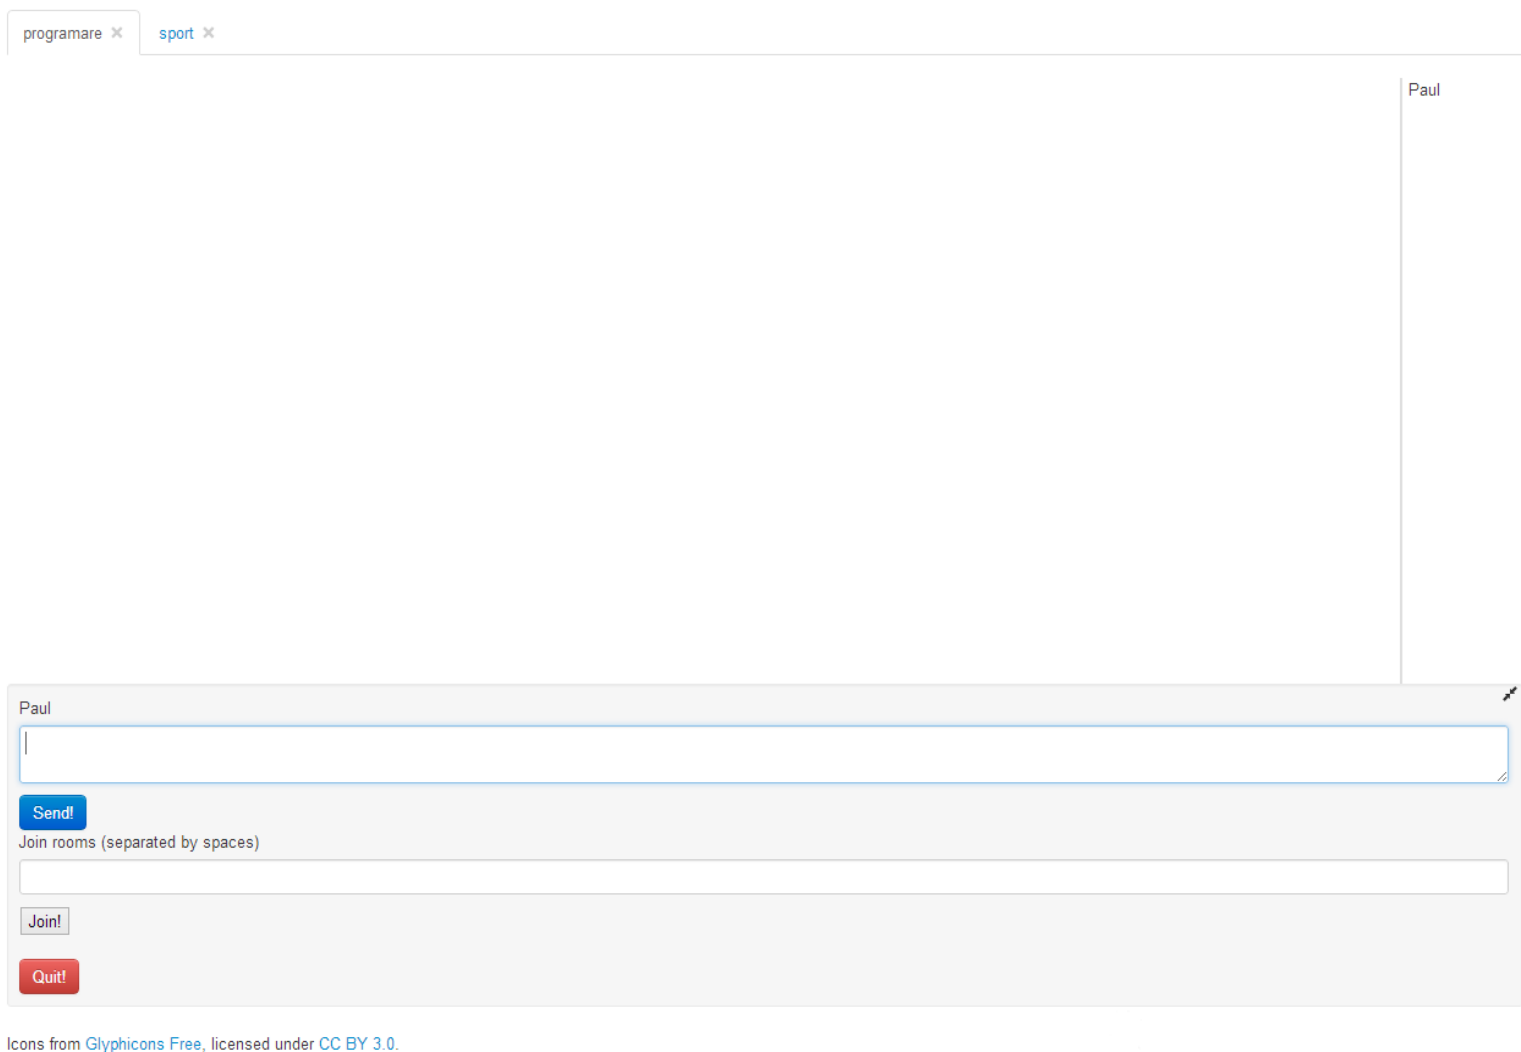 programare × sport ×
Paul
Paul
Send!
Join rooms (separated by spaces)
Join!
Quit!
Icons from Glyphicons Free, licensed under CC BY 3.0.